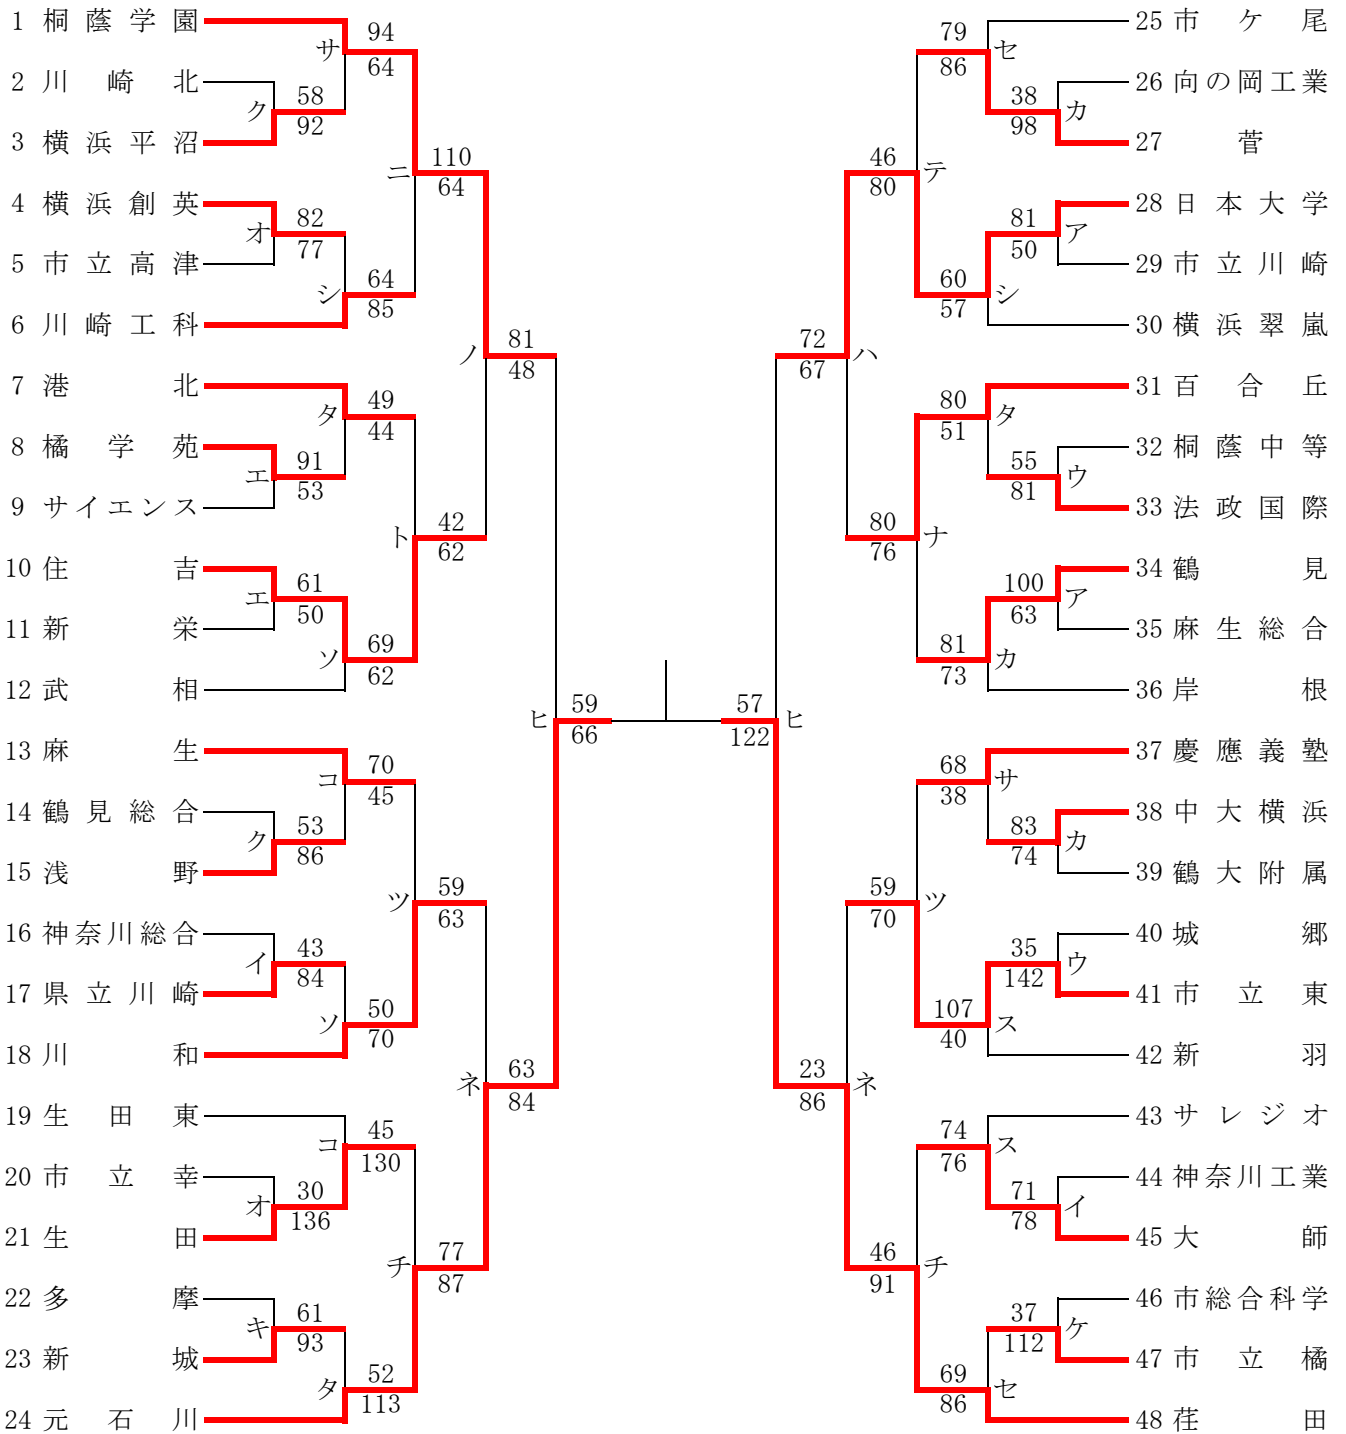 1 桐蔭学園
サ 94
64
2 川崎北
ク 58
92
3 横浜平沼
ニ 110
64
4 横浜創英
オ 82
77
5 市立高津
シ 64
85
6 川崎工科
ノ 81
48
7 港北
タ 49
44
8 橘学苑
エ 91
53
9 サイエンス
ト 42
62
10 住吉
エ 61
50
11 新栄
ソ 69
62
12 武相
ヒ 59
66
13 麻生
コ 70
45
14 鶴見総合
ク 53
86
15 浅野
ツ 59
63
16 神奈川総合
イ 43
84
17 県立川崎
ソ 50
70
18 川和
ネ 63
84
19 生田東
コ 45
130
20 市立幸
オ 30
136
21 生田
チ 77
87
22 多摩
キ 61
93
23 新城
タ 52
113
24 元石川
25 市ケ尾
79 セ
86
26 向の岡工業
38 カ
98
27 菅
46 テ
80
28 日本大学
81 ア
50
29 市立川崎
60 シ
57
30 横浜翠嵐
72 ハ
67
31 百合丘
80 タ
51
32 桐蔭中等
55 ウ
81
33 法政国際
80 ナ
76
34 鶴見
100 ア
63
35 麻生総合
81 カ
73
36 岸根
57 ヒ
122
37 慶應義塾
68 サ
38
38 中大横浜
83 カ
74
39 鶴大附属
59 ツ
70
40 城郷
35 ウ
142
41 市立東
107 ス
40
42 新羽
23 ネ
86
43 サレジオ
74 ス
76
44 神奈川工業
71 イ
78
45 大師
46 チ
91
46 市総合科学
37 ケ
112
47 市立橘
69 セ
86
48 荏田